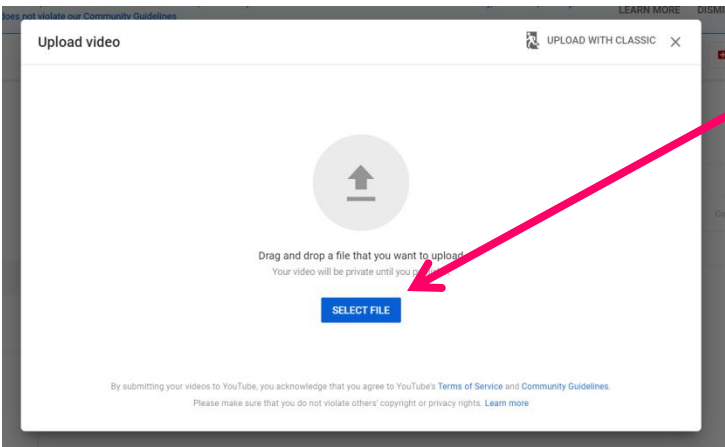 LEARN MORE DISMI
does not violate our Community Guidelines
Upload video
UPLOAD WITH CLASSIC
Drag and drop a file that you want to upload
Your video will be private until you
SELECT FILE
By submitting your videos to YouTube, you acknowledge that you agree to YouTube's Terms of Service and Community Guidelines.
Please make sure that you do not violate others' copyright or privacy rights. Learn more